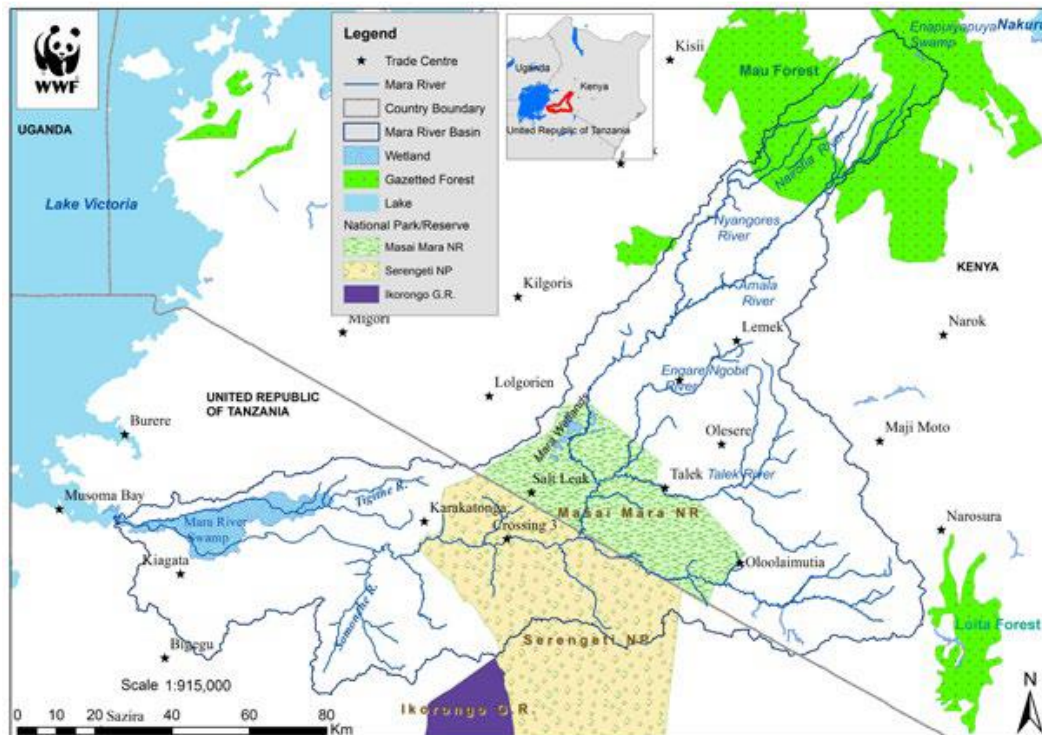 WWF
UGANDA
Lake Victoria
Legend
Trade Centre
Mara River
Country Boundary
Mara River Basin
Wetland
Gazetted Forest
Lake
National Park/Reserve
Masai Mara NR
Serengeti NP
Ikorongo G.R.
Uganda
Kenya
United Republic of Tanzania
Kisii
Enapuiyapuya
Swamp
Nakuru
Mau Forest
Nairotia River
Nyangores
River
KENYA
Amala
River
Kilgoris
Migori
Lemek
Narok
Engare Ngobit
River
Lolgorien
UNITED REPUBLIC
OF TANZANIA
Burere
Mara Wetlands
Olesere
Maji Moto
Talek
Talek River
Salt Leak
Musoma Bay
Tigithe R.
Karakatonga
Masai Mara NR
Mara River
Swamp
Crossing 3
Narosura
Kiagata
Oloolaimutia
Somonche R.
Loita Forest
Serengeti NP
Scale 1:915,000
Ikorongo G.R.
N
0 10 20 Sazira 40 60 80
Km